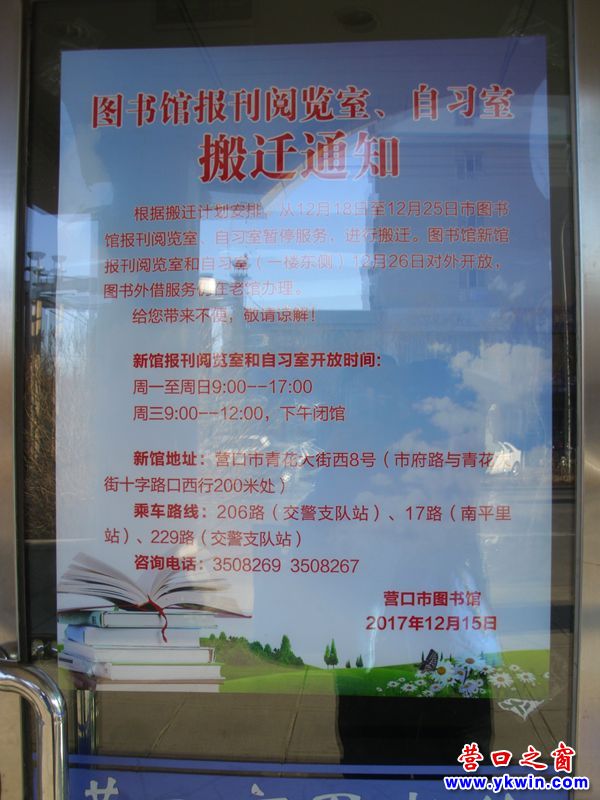 图书馆报刊阅览室、自习室
搬迁通知
根据搬迁计划安排，从12月18日至12月25日市图书
馆报刊阅览室、自习室暂停服务，进行搬迁。图书馆新馆
报刊阅览室和自习室（一楼东侧）12月26日对外开放，
图书外借服务仍在老馆办理。
给您带来不便，敬请谅解！
新馆报刊阅览室和自习室开放时间：
周一至周日9:00--17:00
周三9:00--12:00，下午闭馆
新馆地址：营口市青花大街西8号（市府路与青花大
街十字路口西行200米处）
乘车路线：206路（交警支队站）、17路（南平里
站）、229路（交警支队站）
咨询电话：3508269 3508267
营口市图书馆
2017年12月15日
营口之窗
www.ykwin.com